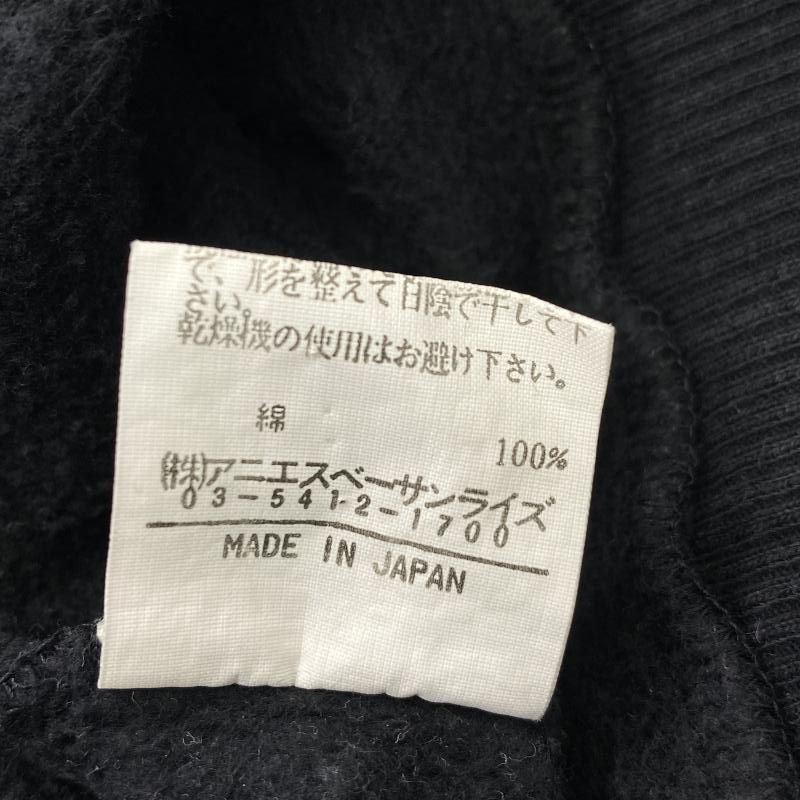 で、形を整えて日陰で干して下
さい。
乾燥機の使用はお避け下さい。
綿 100%
(株)アニエスベーサンライズ
03-5412-1700
MADE IN JAPAN